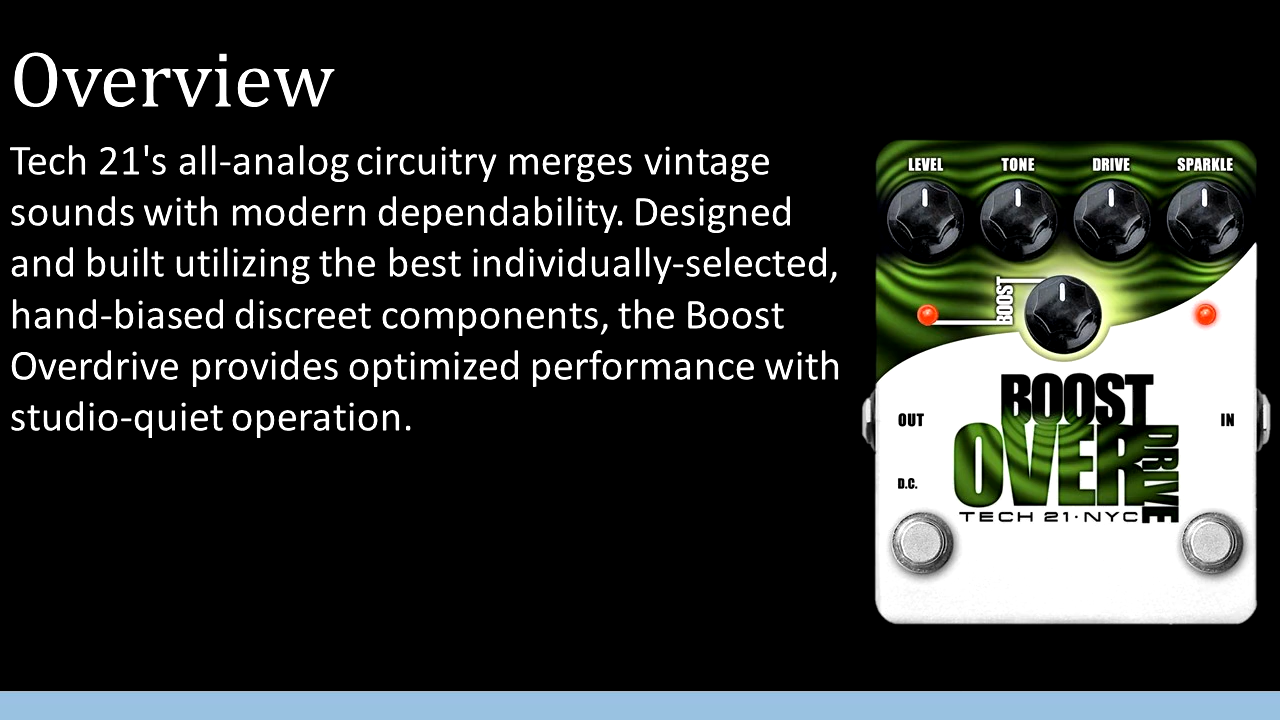 Overview
Tech 21's all-analog circuitry merges vintage
sounds with modern dependability. Designed
and built utilizing the best individually-selected,
hand-biased discreet components, the Boost
Overdrive provides optimized performance with
studio-quiet operation.
LEVEL TONE DRIVE SPARKLE
BOOST
BOOST
OUT IN
OVER
DRIVE
D.C.
TECH 21·NYC